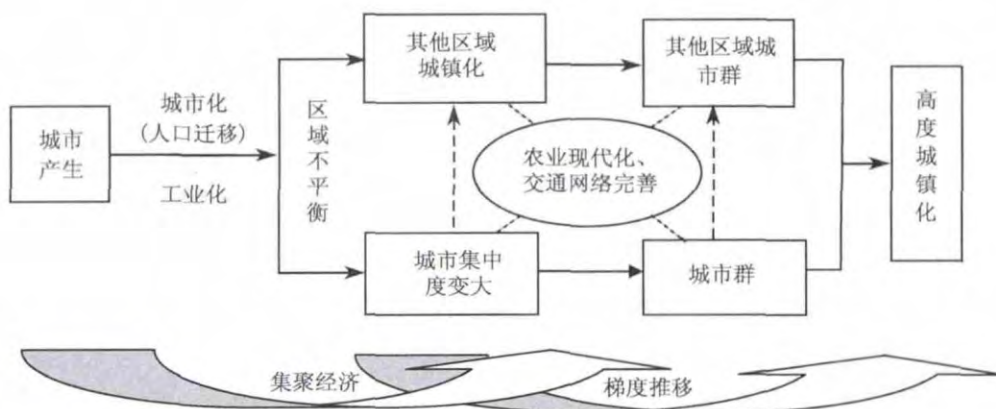 城市
产生
城市化
(人口迁移)
工业化
区域不平衡
其他区域
城镇化
其他区域城
市群
农业现代化、
交通网络完善
城市集中
度变大
城市群
高度城镇化
集聚经济
梯度推移